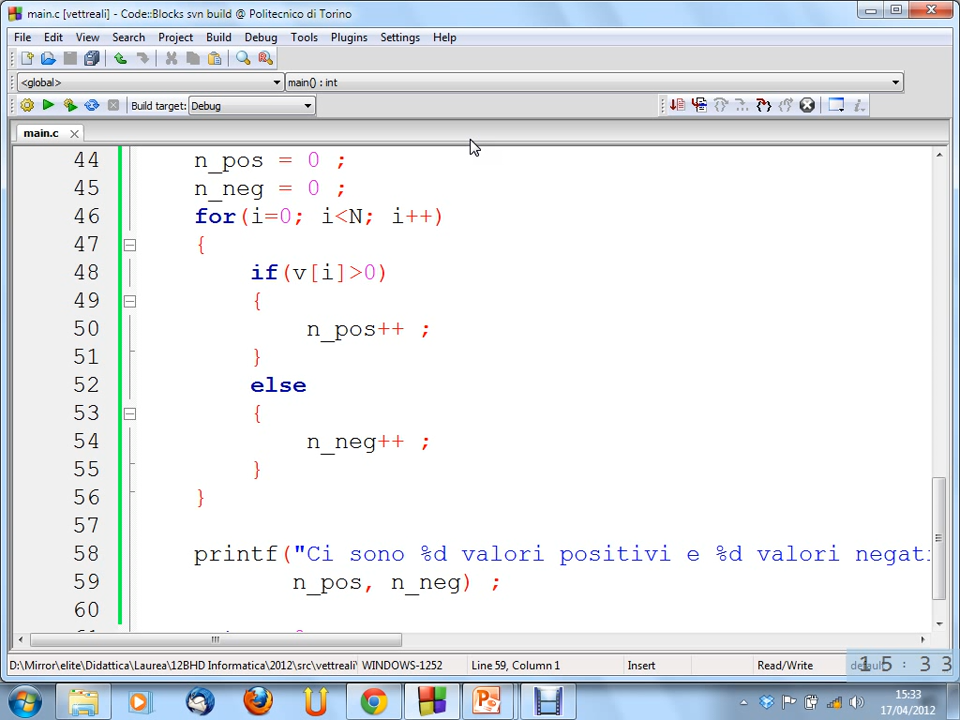 main.c [vettreali] - Code::Blocks svn build @ Politecnico di Torino
File Edit View Search Project Build Debug Tools Plugins Settings Help
<global> main() : int
Build target: Debug
main.c
44 n_pos = 0 ;
45 n_neg = 0 ;
46 for(i=0; i<N; i++)
47 {
48 if(v[i]>0)
49 {
50 n_pos++ ;
51 }
52 else
53 {
54 n_neg++ ;
55 }
56 }
57
58 printf("Ci sono %d valori positivi e %d valori negati
59 n_pos, n_neg) ;
60
D:\Mirror\elite\Didattica\Laurea\12BHD Informatica\2012\src\vettreali\ WINDOWS-1252 Line 59, Column 1 Insert Read/Write default
15:33
15:33
17/04/2012